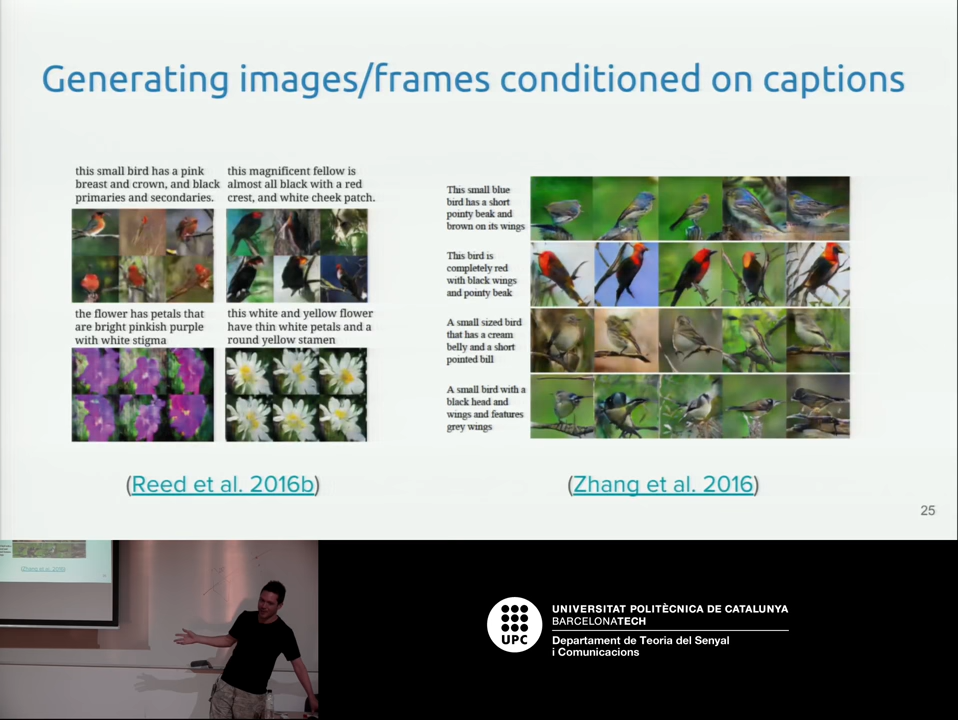 Generating images/frames conditioned on captions
this small bird has a pink
breast and crown, and black
primaries and secondaries.
this magnificent fellow is
almost all black with a red
crest, and white cheek patch.
the flower has petals that
are bright pinkish purple
with white stigma
this white and yellow flower
have thin white petals and a
round yellow stamen
(Reed et al. 2016b)
This small blue
bird has a short
pointy beak and
brown on its wings
This bird is
completely red
with black wings
and pointy beak
A small sized bird
that has a cream
belly and a short
pointed bill
A small bird with a
black head and
wings and features
grey wings
(Zhang et al. 2016)
25
(Zhang et al. 2016)
UPC
UNIVERSITAT POLITÈCNICA DE CATALUNYA
BARCELONATECH
Departament de Teoria del Senyal
i Comunicacions